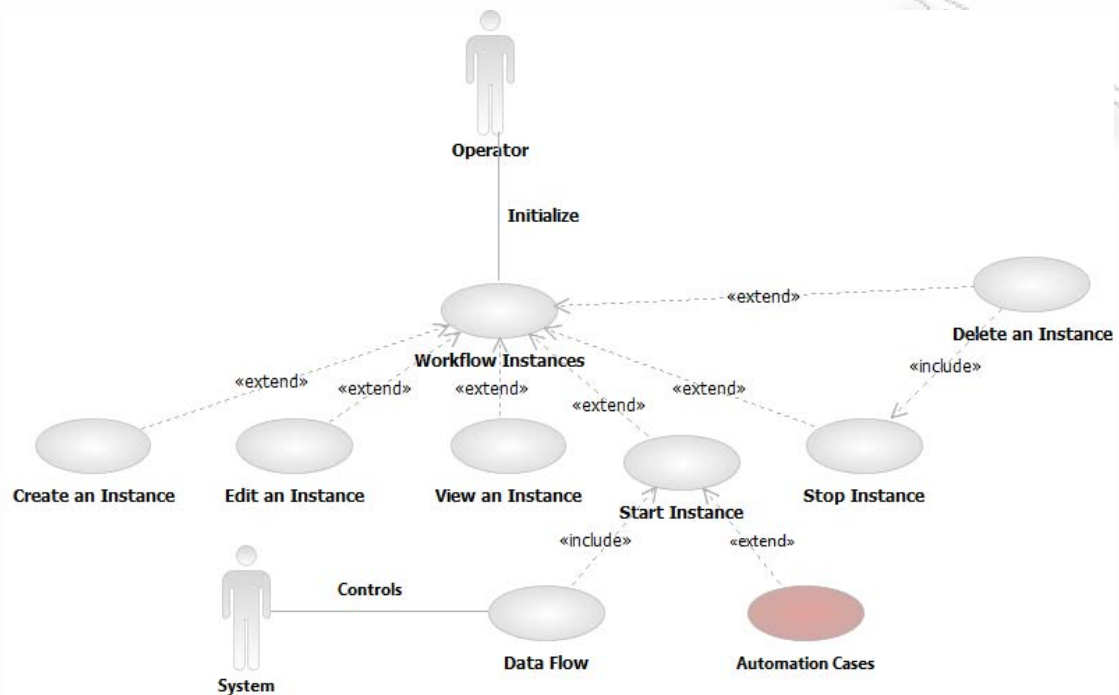 Operator
Initialize
«extend»
Delete an Instance
Workflow Instances
«include»
«extend»
«extend»
«extend»
«extend»
«extend»
Create an Instance
Edit an Instance
View an Instance
Start Instance
Stop Instance
«include»
«extend»
Controls
Data Flow
Automation Cases
System